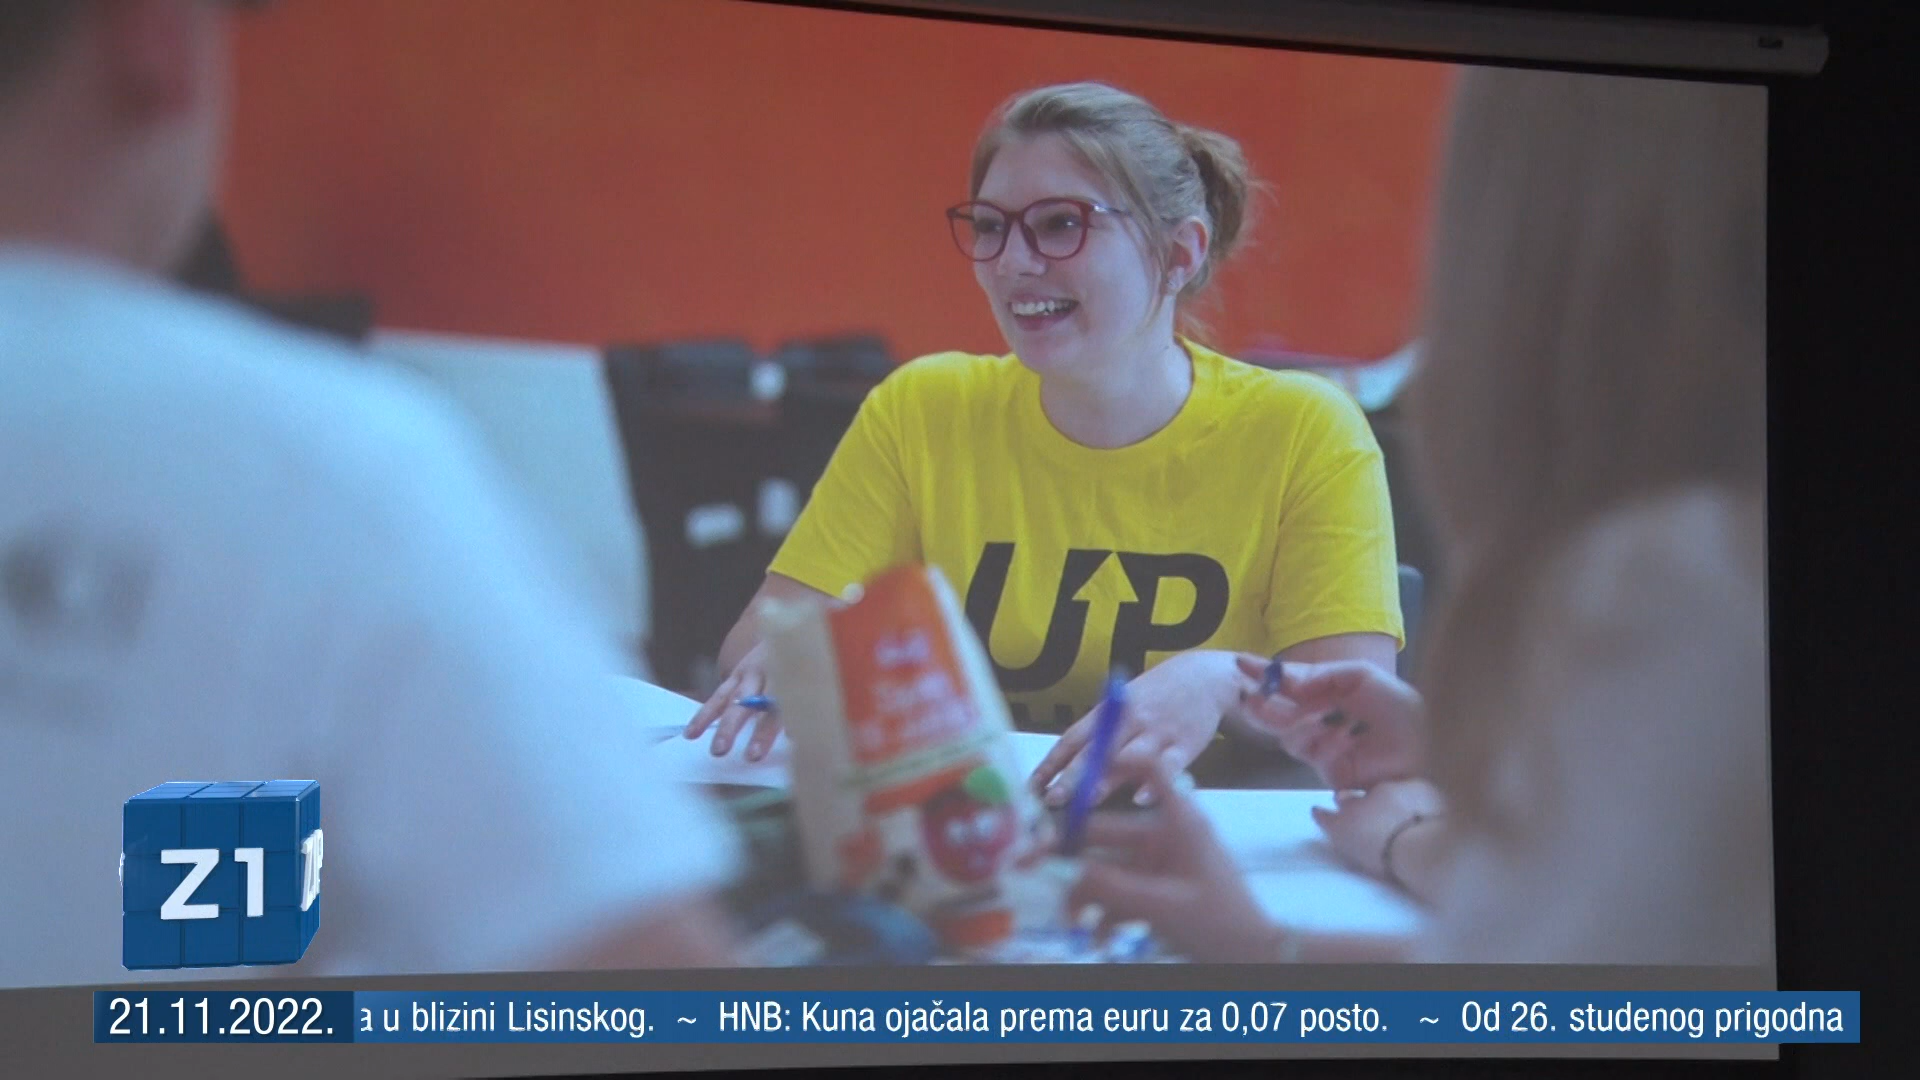 UP
Z1
21.11.2022. a u blizini Lisinskog. ~ HNB: Kuna ojačala prema euru za 0,07 posto. ~ Od 26. studenog prigodna